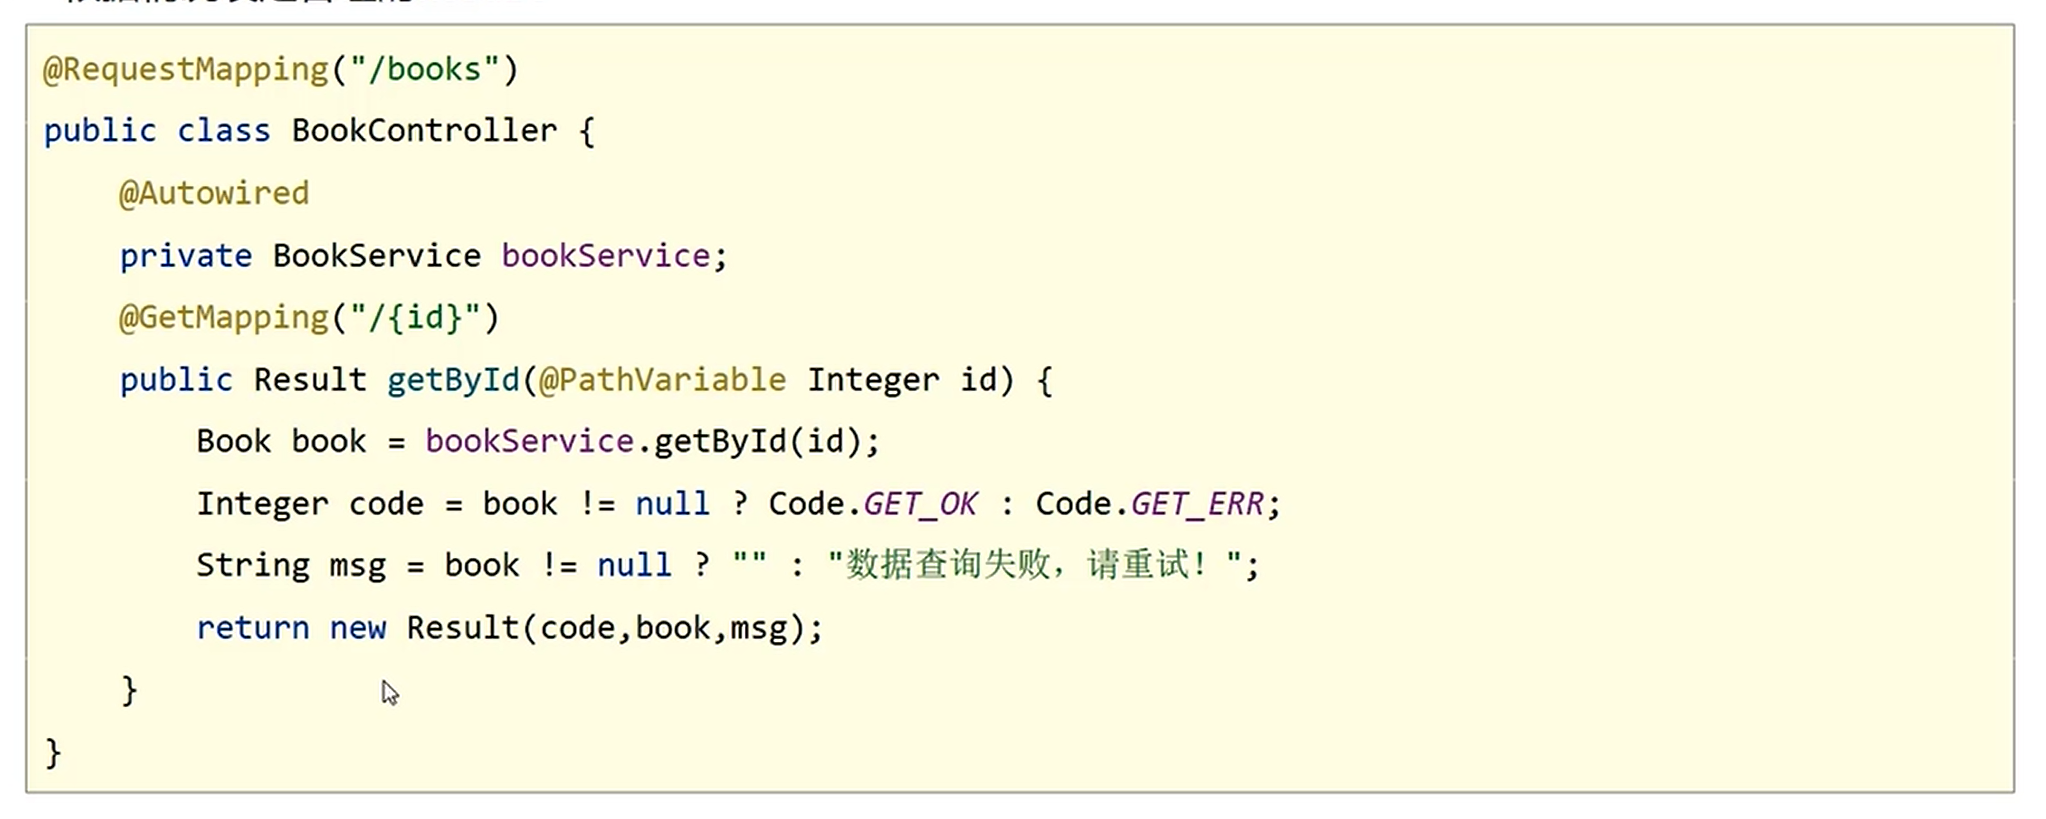 @RequestMapping("/books")
public class BookController {
@Autowired
private BookService bookService;
@GetMapping("/{id}")
public Result getById(@PathVariable Integer id) {
Book book = bookService.getById(id);
Integer code = book != null ? Code.GET_OK : Code.GET_ERR;
String msg = book != null ? "" : "数据查询失败，请重试！";
return new Result(code,book,msg);
}
}